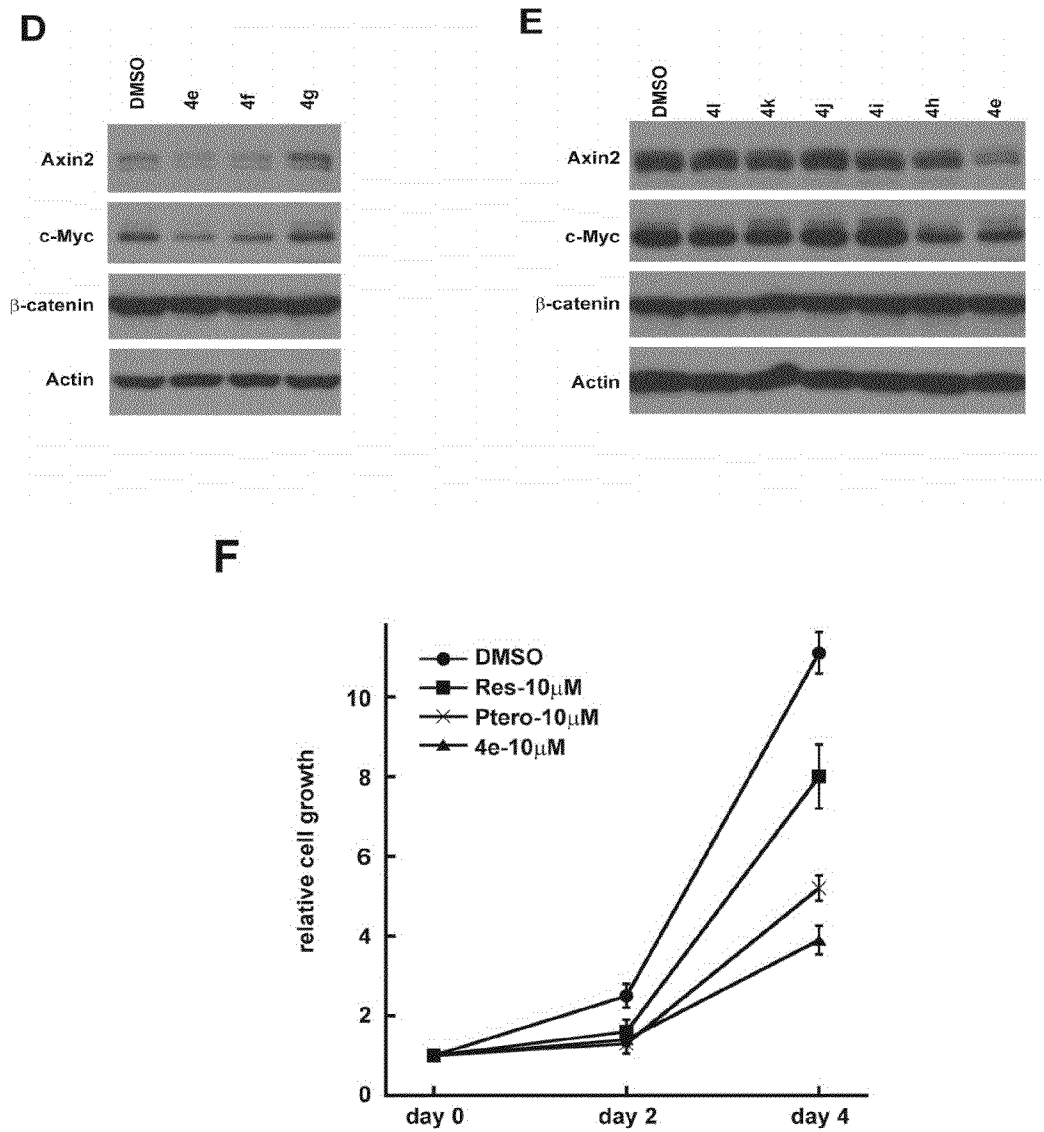 D
DMSO 4e 4f 4g
Axin2
c-Myc
β-catenin
Actin
E
DMSO 4l 4k 4j 4i 4h 4e
Axin2
c-Myc
β-catenin
Actin
F
DMSO
Res-10μM
Ptero-10μM
4e-10μM
relative cell growth
10
8
6
4
2
0
day 0 day 2 day 4